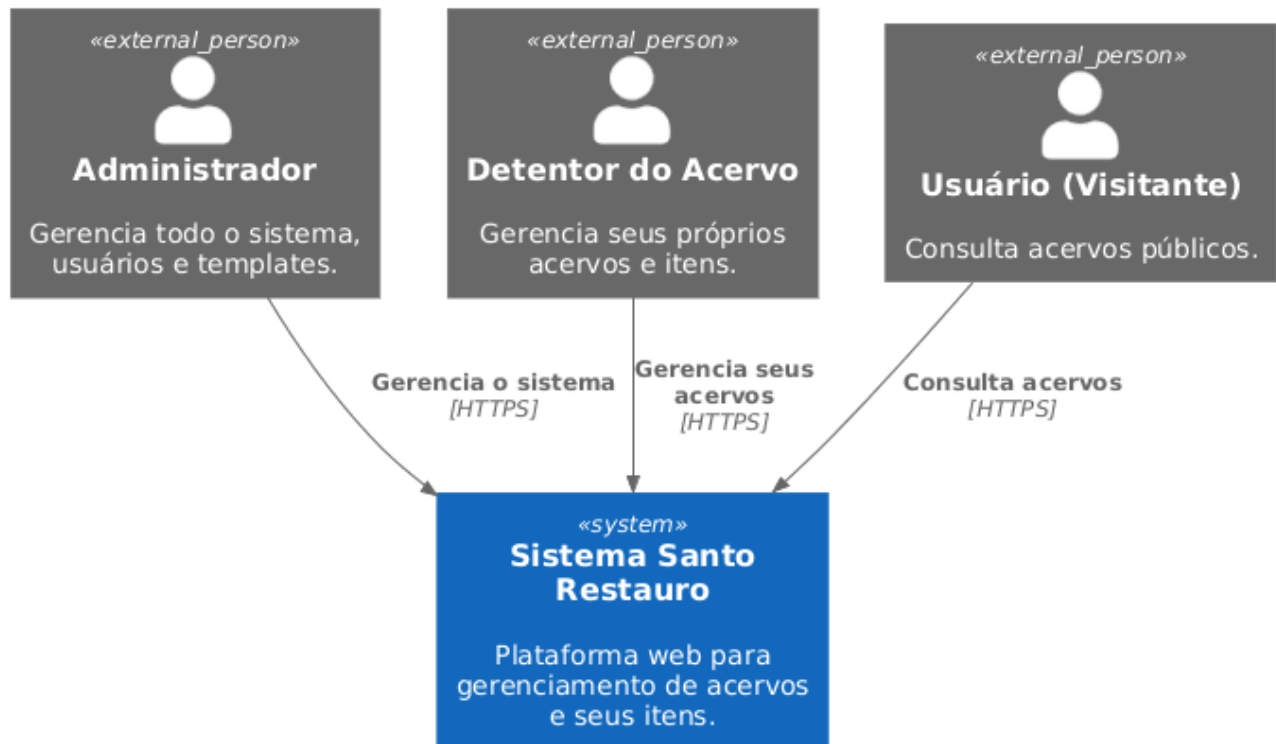 «external_person»
Administrador
Gerencia todo o sistema,
usuários e templates.
«external_person»
Detentor do Acervo
Gerencia seus próprios
acervos e itens.
«external_person»
Usuário (Visitante)
Consulta acervos públicos.
Gerencia o sistema
[HTTPS]
Gerencia seus
acervos
[HTTPS]
Consulta acervos
[HTTPS]
«system»
Sistema Santo
Restauro
Plataforma web para
gerenciamento de acervos
e seus itens.